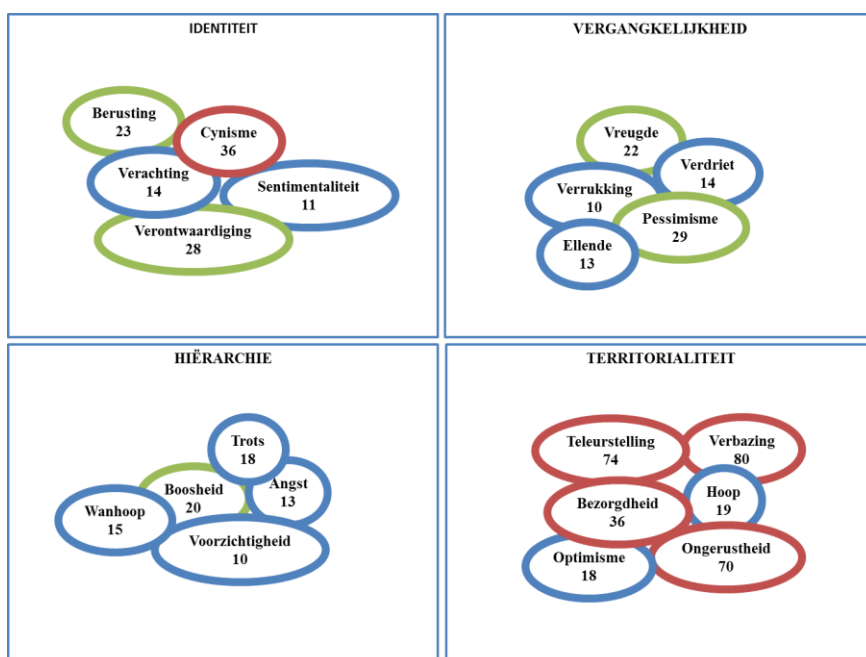 IDENTITEIT
Berusting
23
Cynisme
36
Verachting
14
Sentimentaliteit
11
Verontwaardiging
28
VERGANGKELIJKHEID
Vreugde
22
Verdriet
14
Verrukking
10
Pessimisme
29
Ellende
13
HIËRARCHIE
Trots
18
Boosheid
20
Angst
13
Wanhoop
15
Voorzichtigheid
10
TERRITORIALITEIT
Teleurstelling
74
Verbazing
80
Bezorgdheid
36
Hoop
19
Optimisme
18
Ongerustheid
70